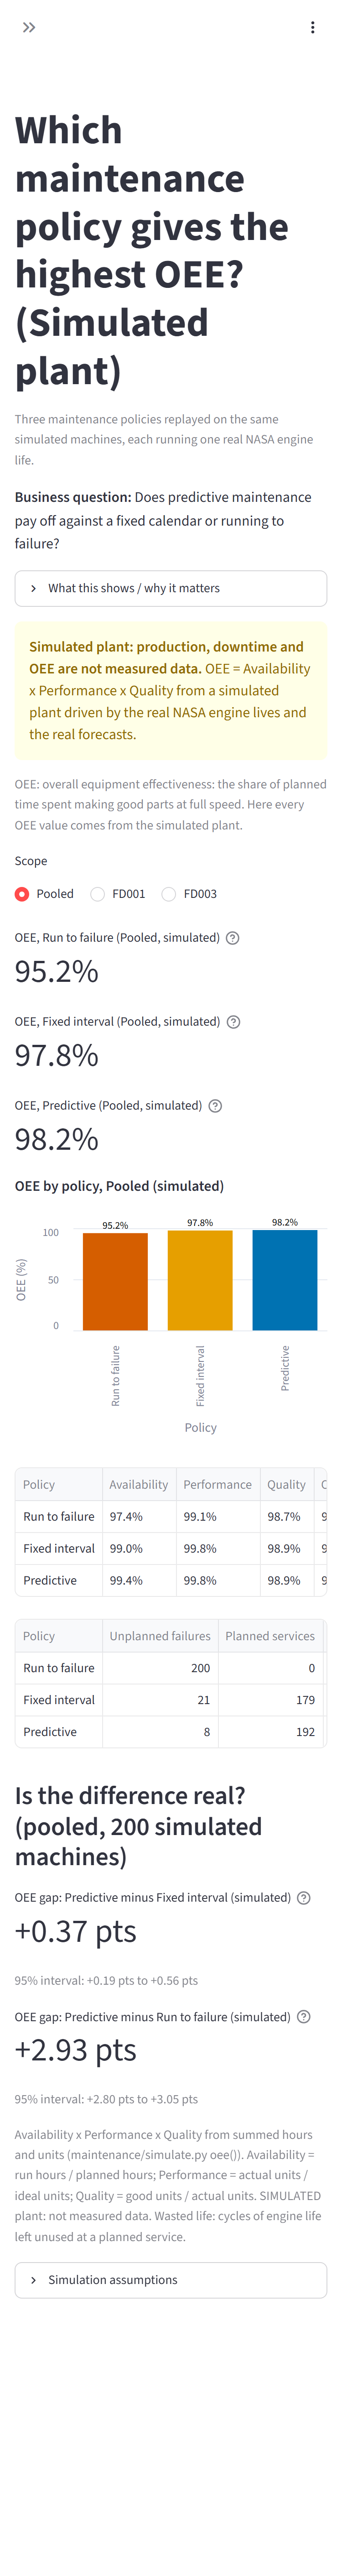 Which
maintenance
policy gives the
highest OEE?
(Simulated
plant)
Three maintenance policies replayed on the same
simulated machines, each running one real NASA engine
life.
Business question: Does predictive maintenance
pay off against a fixed calendar or running to
failure?
What this shows / why it matters
Simulated plant: production, downtime and
OEE are not measured data. OEE = Availability
x Performance x Quality from a simulated
plant driven by the real NASA engine lives and
the real forecasts.
OEE: overall equipment effectiveness: the share of planned
time spent making good parts at full speed. Here every
OEE value comes from the simulated plant.
Scope
Pooled FD001 FD003
OEE, Run to failure (Pooled, simulated)
95.2%
OEE, Fixed interval (Pooled, simulated)
97.8%
OEE, Predictive (Pooled, simulated)
98.2%
OEE by policy, Pooled (simulated)
95.2% 97.8% 98.2%
100
50
0
OEE (%)
Run to failure
Fixed interval
Predictive
Policy
Policy Availability Performance Quality
Run to failure 97.4% 99.1% 98.7% 9
Fixed interval 99.0% 99.8% 98.9% 9
Predictive 99.4% 99.8% 98.9% 9
Policy Unplanned failures Planned services
Run to failure 200 0
Fixed interval 21 179
Predictive 8 192
Is the difference real?
(pooled, 200 simulated
machines)
OEE gap: Predictive minus Fixed interval (simulated)
+0.37 pts
95% interval: +0.19 pts to +0.56 pts
OEE gap: Predictive minus Run to failure (simulated)
+2.93 pts
95% interval: +2.80 pts to +3.05 pts
Availability x Performance x Quality from summed hours
and units (maintenance/simulate.py oee()). Availability =
run hours / planned hours; Performance = actual units /
ideal units; Quality = good units / actual units. SIMULATED
plant: not measured data. Wasted life: cycles of engine life
left unused at a planned service.
Simulation assumptions